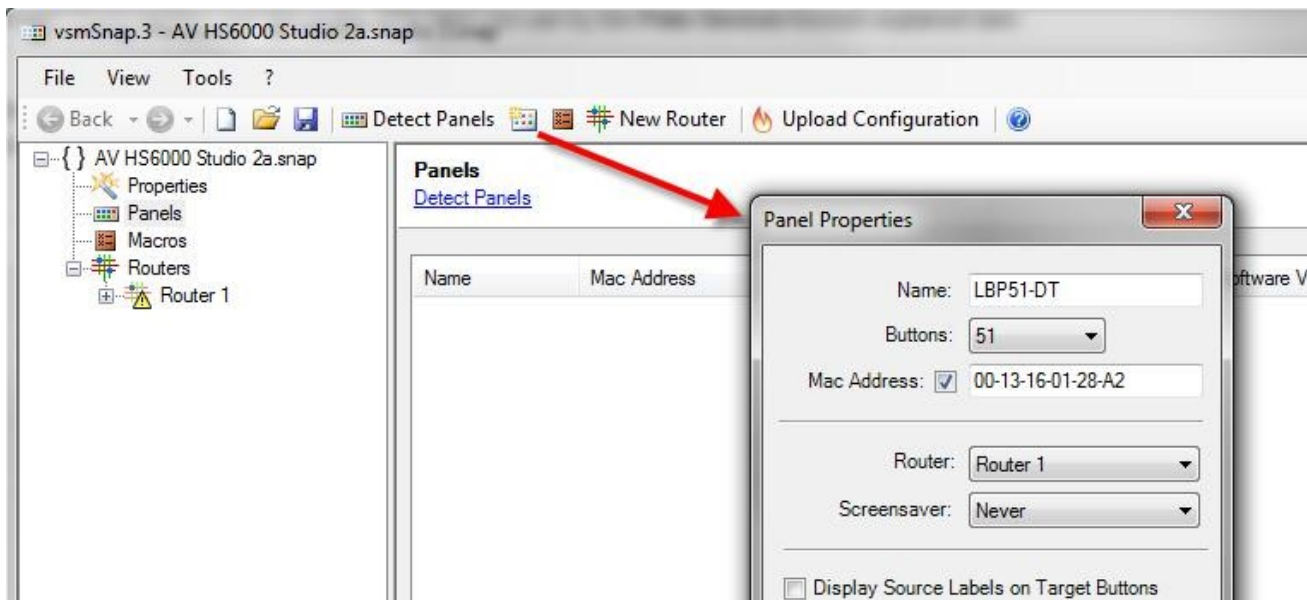 vsmSnap.3 - AV HS6000 Studio 2a.snap
File View Tools ?
Back Detect Panels New Router Upload Configuration
AV HS6000 Studio 2a.snap
Properties
Panels
Macros
Routers
Router 1
Panels
Detect Panels
Name Mac Address
Panel Properties
Name: LBP51-DT
Buttons: 51
Mac Address: 00-13-16-01-28-A2
Router: Router 1
Screensaver: Never
Display Source Labels on Target Buttons